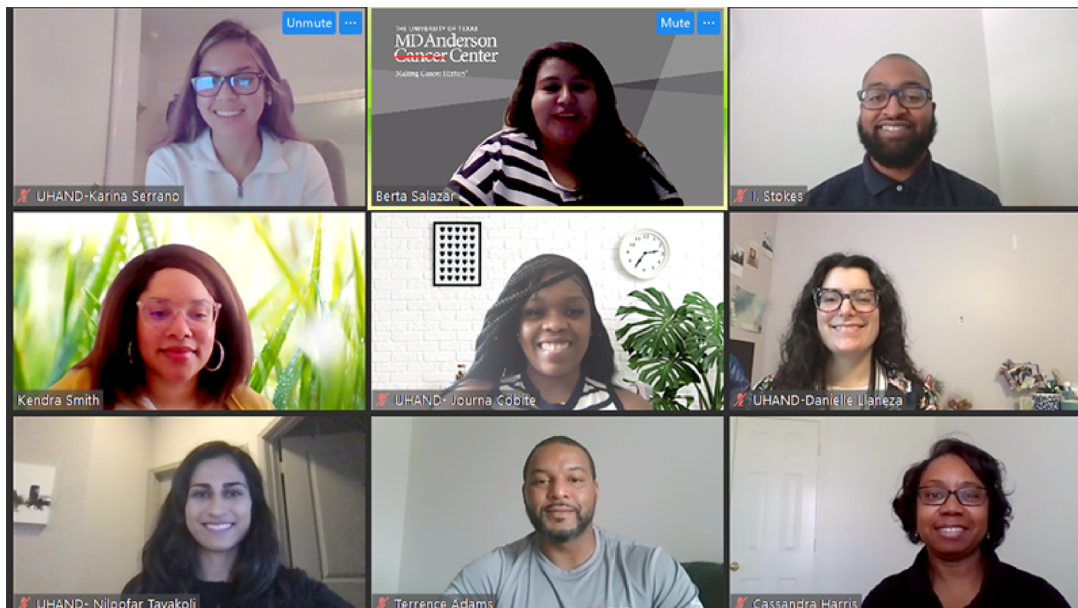 Unmute
...
THE UNIVERSITY OF TEXAS
MD Anderson
Cancer Center
Making Cancer History®
Mute
...
UHAND-Karina Serrano
Berta Salazar
I. Stokes
Kendra Smith
UHAND- Journa Cobite
UHAND-Danielle Llaneza
UHAND- Niloofar Tavakoli
Terrence Adams
Cassandra Harris